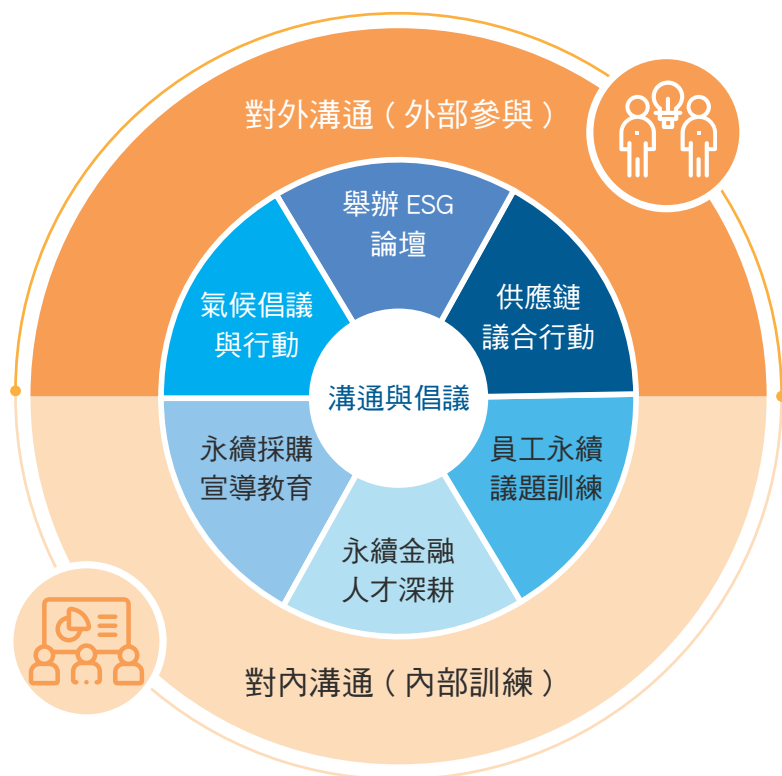 對外溝通（外部參與）
舉辦 ESG
論壇
氣候倡議
與行動
供應鏈
議合行動
溝通與倡議
永續採購
宣導教育
員工永續
議題訓練
永續金融
人才深耕
對內溝通（內部訓練）